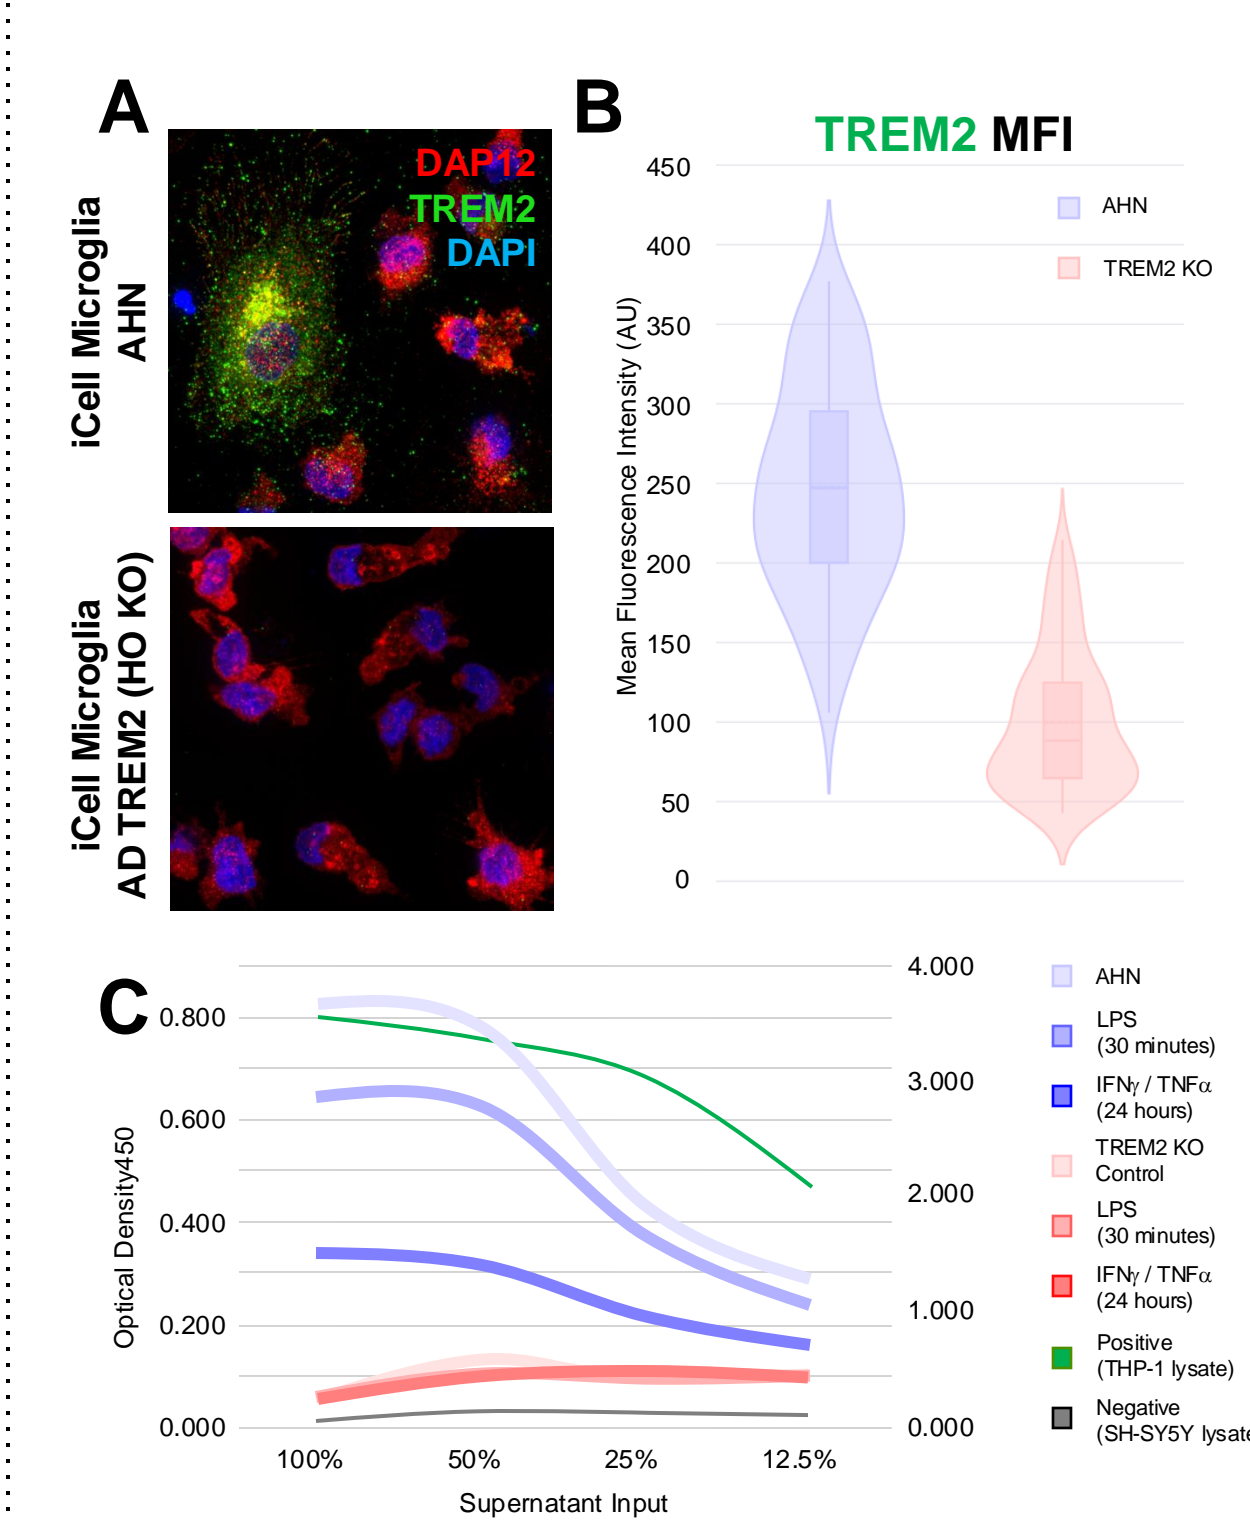 A
iCell Microglia
AHN
DAP12
TREM2
DAPI
iCell Microglia
AD TREM2 (HO KO)
B
TREM2 MFI
Mean Fluorescence Intensity (AU)
450
400
350
300
250
200
150
100
50
0
AHN
TREM2 KO
C
Optical Density450
0.800
0.600
0.400
0.200
0.000
4.000
3.000
2.000
1.000
0.000
100% 50% 25% 12.5%
Supernatant Input
AHN
LPS
(30 minutes)
IFNγ / TNFα
(24 hours)
TREM2 KO
Control
LPS
(30 minutes)
IFNγ / TNFα
(24 hours)
Positive
(THP-1 lysate)
Negative
(SH-SY5Y lysate